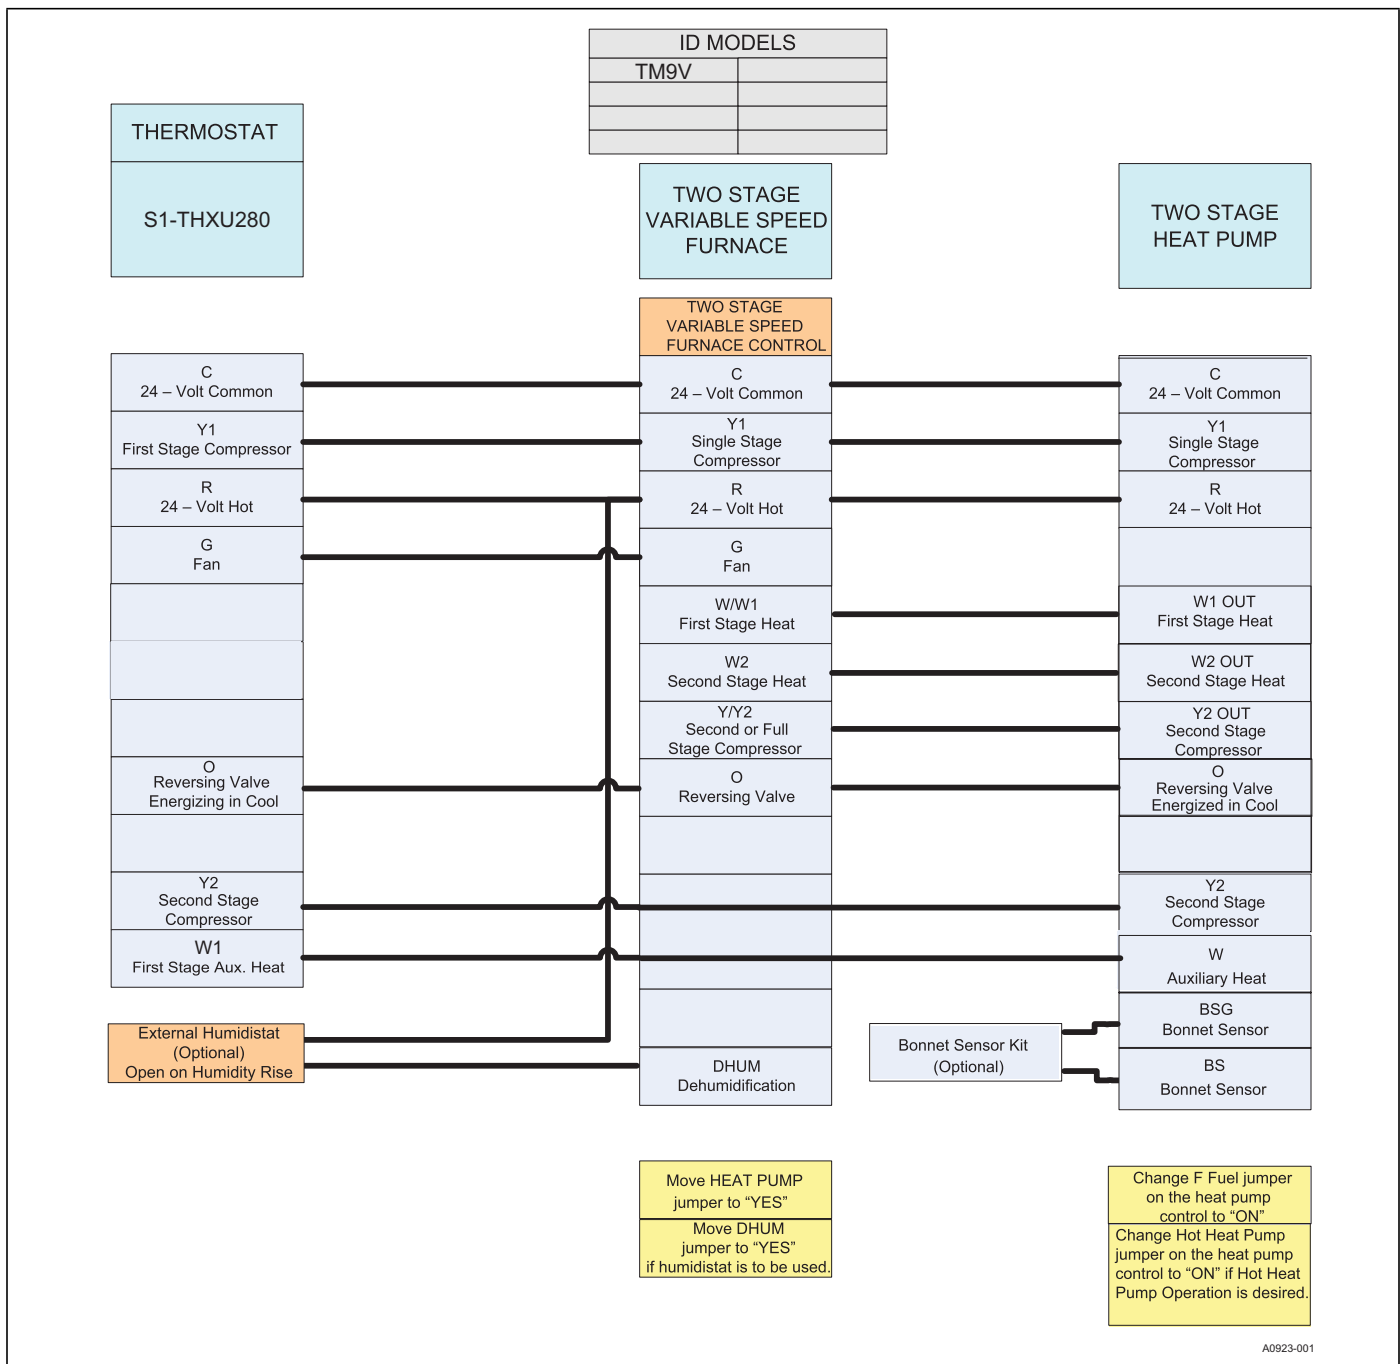 ID MODELS
TM9V
THERMOSTAT
S1-THXU280
TWO STAGE
VARIABLE SPEED
FURNACE
TWO STAGE
HEAT PUMP
TWO STAGE
VARIABLE SPEED
FURNACE CONTROL
C
24 – Volt Common
Y1
First Stage Compressor
R
24 – Volt Hot
G
Fan
O
Reversing Valve
Energizing in Cool
Y2
Second Stage
Compressor
W1
First Stage Aux. Heat
External Humidistat
(Optional)
Open on Humidity Rise
C
24 – Volt Common
Y1
Single Stage
Compressor
R
24 – Volt Hot
G
Fan
W/W1
First Stage Heat
W2
Second Stage Heat
Y/Y2
Second or Full
Stage Compressor
O
Reversing Valve
DHUM
Dehumidification
C
24 – Volt Common
Y1
Single Stage
Compressor
R
24 – Volt Hot
W1 OUT
First Stage Heat
W2 OUT
Second Stage Heat
Y2 OUT
Second Stage
Compressor
O
Reversing Valve
Energized in Cool
Y2
Second Stage
Compressor
W
Auxiliary Heat
BSG
Bonnet Sensor
BS
Bonnet Sensor
Bonnet Sensor Kit
(Optional)
Move HEAT PUMP
jumper to “YES”
Move DHUM
jumper to “YES”
if humidistat is to be used.
Change F Fuel jumper
on the heat pump
control to “ON”
Change Hot Heat Pump
jumper on the heat pump
control to “ON” if Hot Heat
Pump Operation is desired.
A0923-001